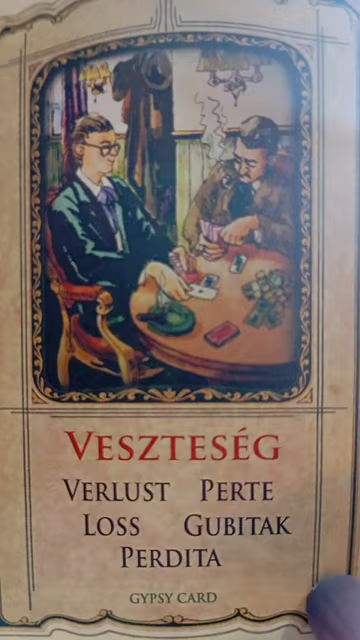 VESZTESÉG
VERLUST PERTE
LOSS GUBITAK
PERDITA
GYPSY CARD